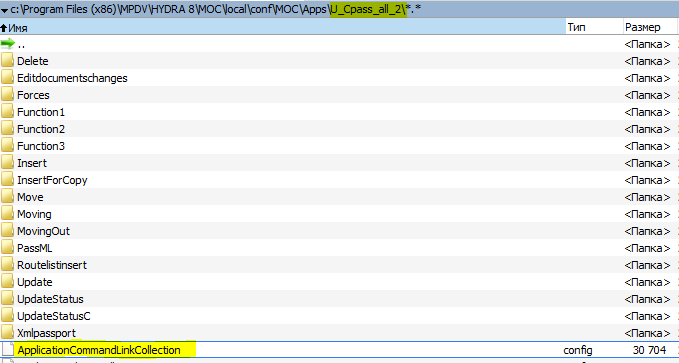 c:\Program Files (x86)\MPDV\HYDRA 8\MOC\local\conf\MOC\Apps\U_Cpass_all_2\*.*
Имя Тип Размер
.. <Папка>
Delete <Папка>
Editdocumentschanges <Папка>
Forces <Папка>
Function1 <Папка>
Function2 <Папка>
Function3 <Папка>
Insert <Папка>
InsertForCopy <Папка>
Move <Папка>
Moving <Папка>
MovingOut <Папка>
PassML <Папка>
Routelistinsert <Папка>
Update <Папка>
UpdateStatus <Папка>
UpdateStatusC <Папка>
Xmlpassport <Папка>
ApplicationCommandLinkCollection config 30 704